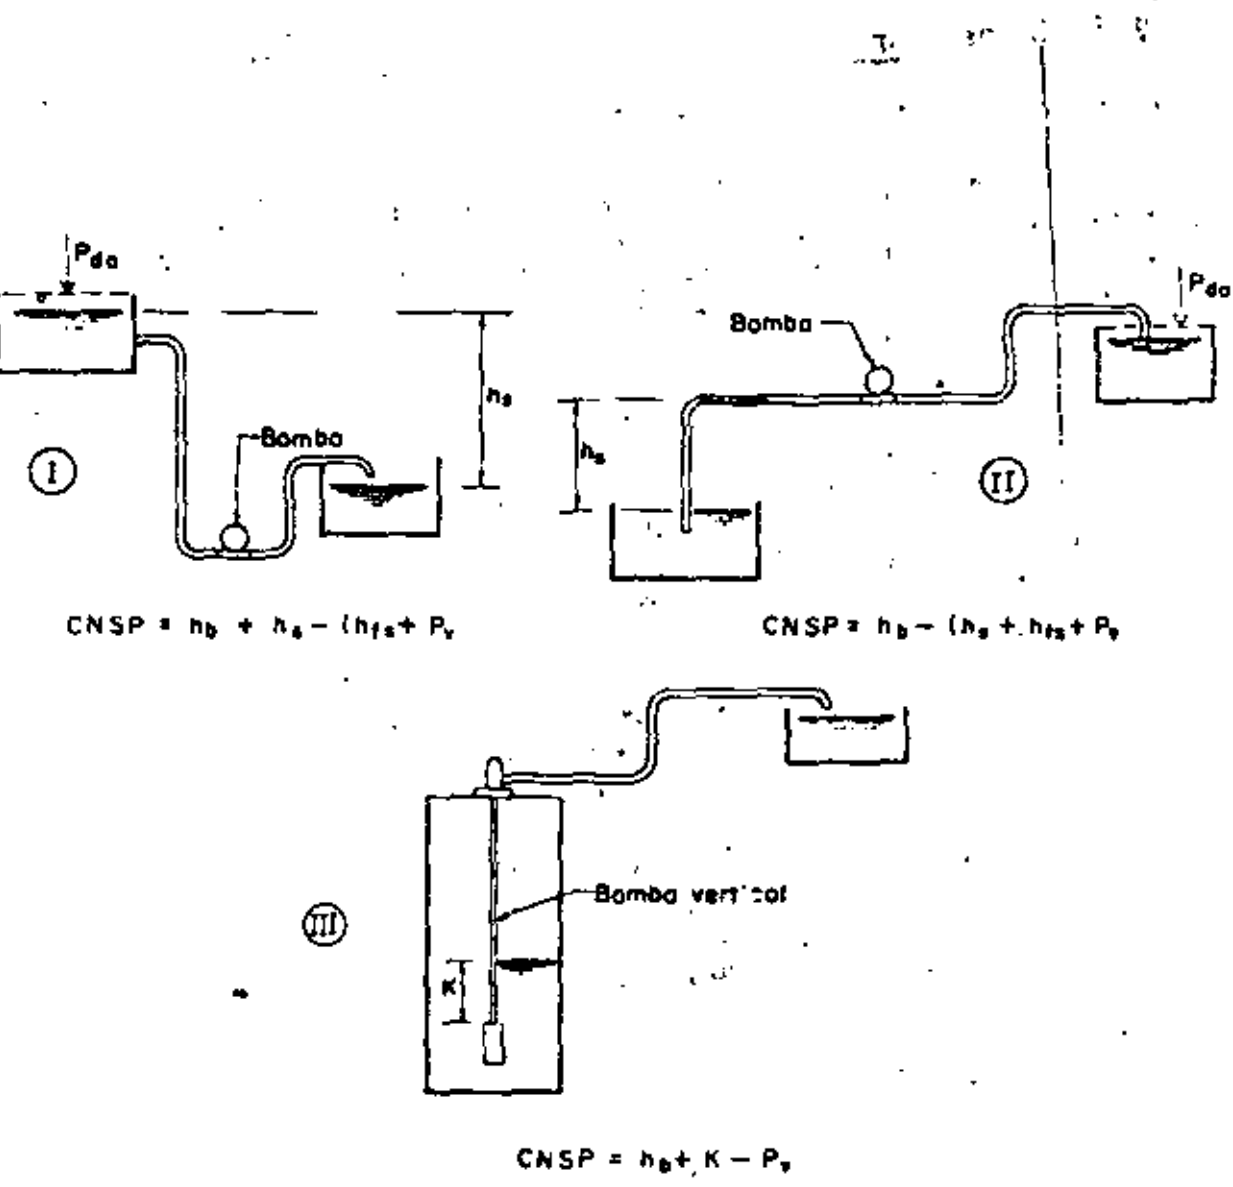 Pda
Pda
Bomba
hs
hs
Bomba
I
II
CNSP = hb + hs - (hfs + Pv
CNSP = hb - (hs + hfs + Pv
Bomba vertical
III
K
CNSP = hb + K - Pv